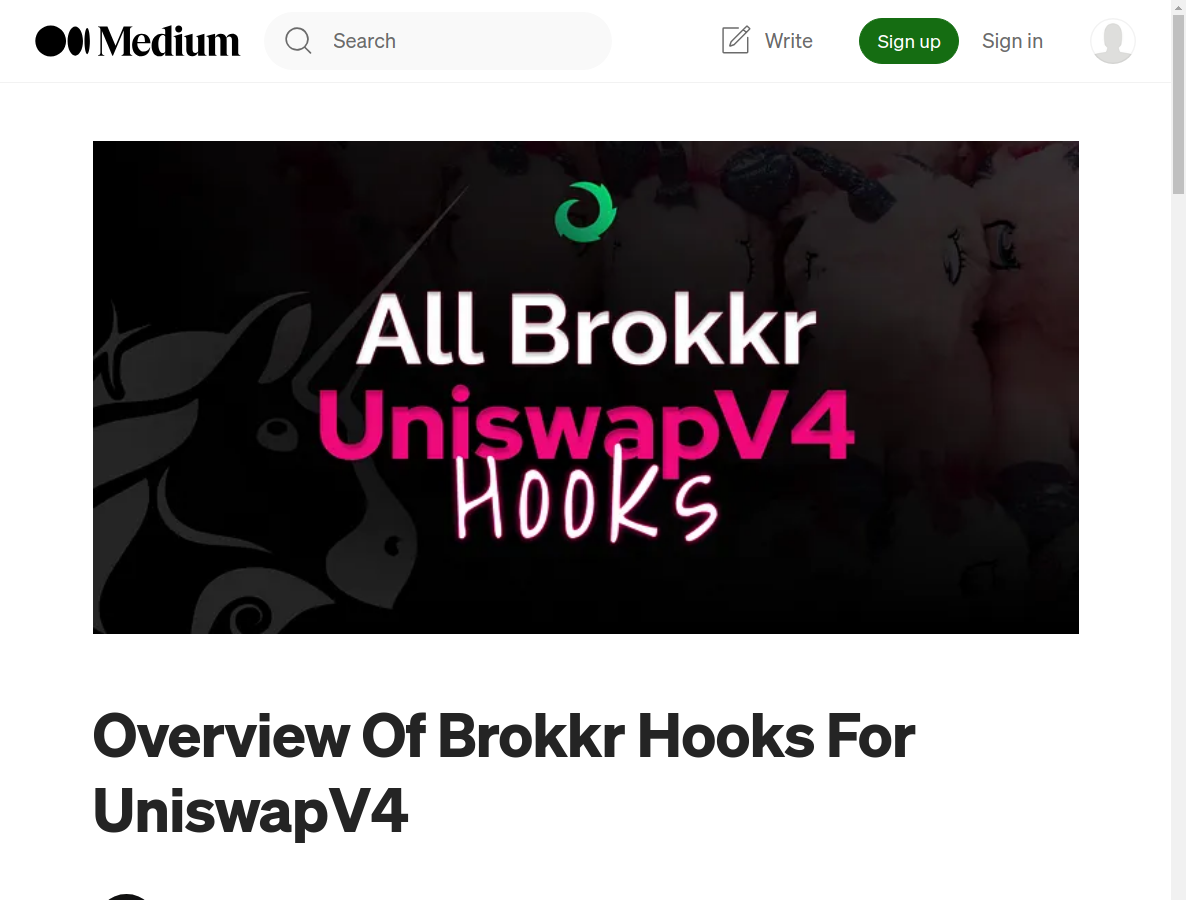 Medium
Search
Write
Sign up
Sign in
All Brokkr
UniswapV4
Hooks
Overview Of Brokkr Hooks For
UniswapV4